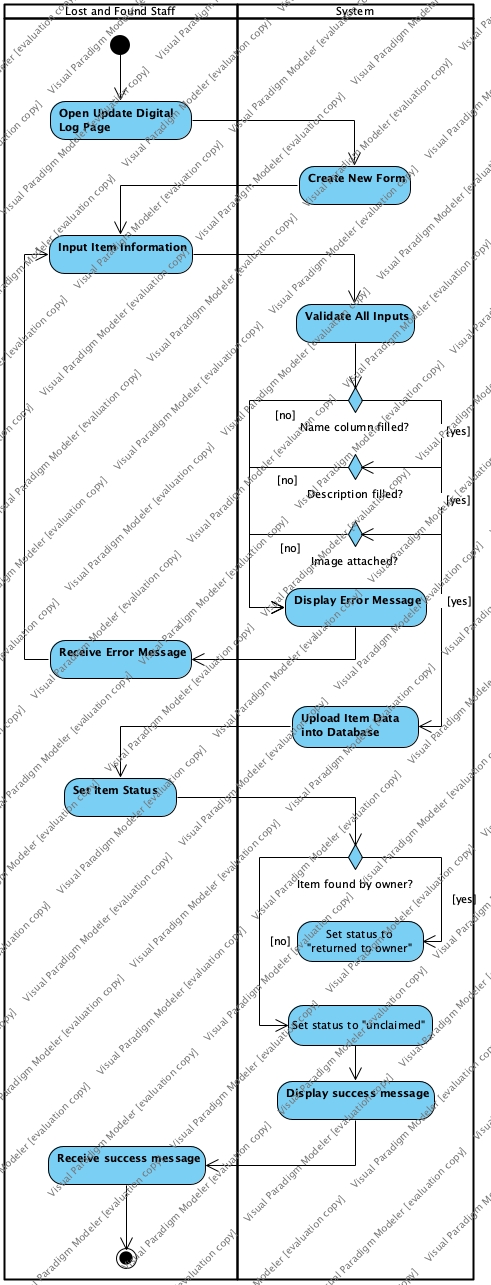 Lost and Found Staff
System
Open Update Digital
Log Page
Create New Form
Input Item Information
Validate All Inputs
[no]
Name column filled?
[yes]
[no]
Description filled?
[yes]
[no]
Image attached?
Display Error Message
[yes]
Receive Error Message
Upload Item Data
into Database
Set Item Status
Item found by owner?
[yes]
Set status to
"returned to owner"
[no]
Set status to "unclaimed"
Display success message
Receive success message
Visual Paradigm Modeler [evaluation copy]